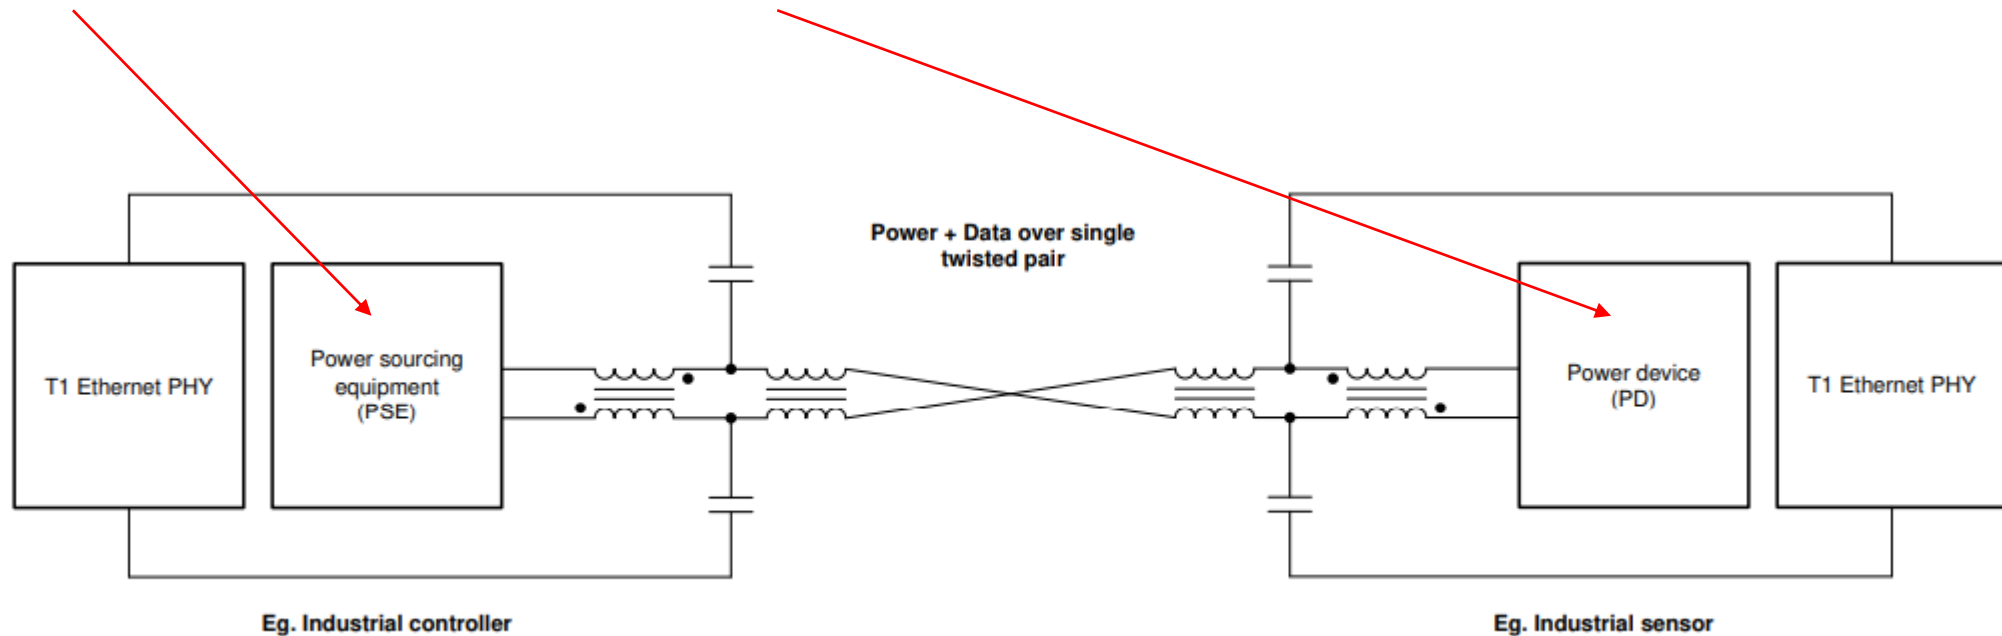 Power + Data over single
twisted pair
T1 Ethernet PHY
Power sourcing
equipment
(PSE)
Power device
(PD)
T1 Ethernet PHY
Eg. Industrial controller
Eg. Industrial sensor